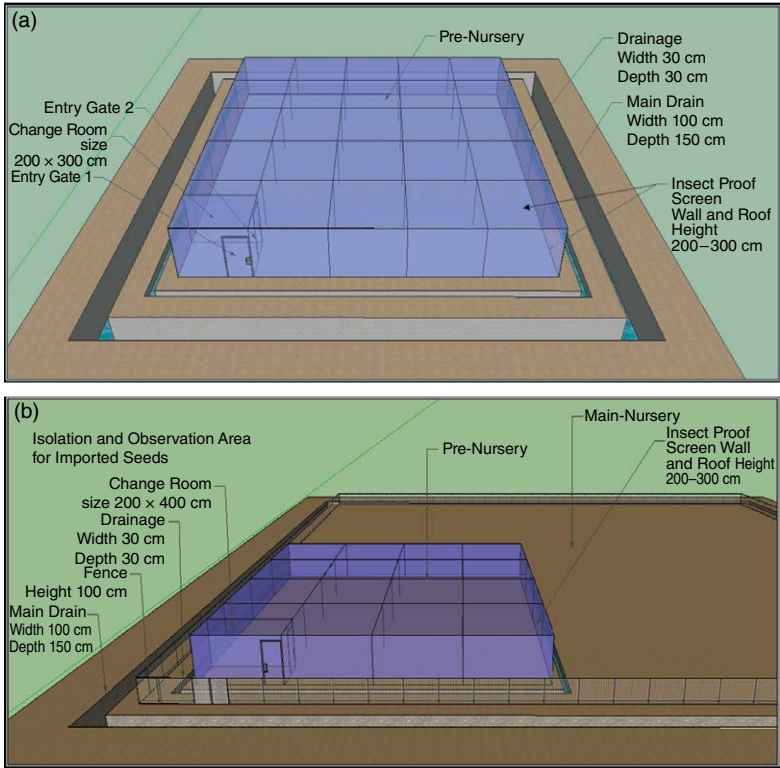 (a)
Pre-Nursery
Drainage
Width 30 cm
Depth 30 cm
Main Drain
Width 100 cm
Depth 150 cm
Entry Gate 2
Change Room
size
200 × 300 cm
Entry Gate 1
Insect Proof
Screen
Wall and Roof
Height
200–300 cm
(b)
Isolation and Observation Area
for Imported Seeds
Main-Nursery
Pre-Nursery
Insect Proof
Screen Wall
and Roof Height
200–300 cm
Change Room
size 200 × 400 cm
Drainage
Width 30 cm
Depth 30 cm
Fence
Height 100 cm
Main Drain
Width 100 cm
Depth 150 cm